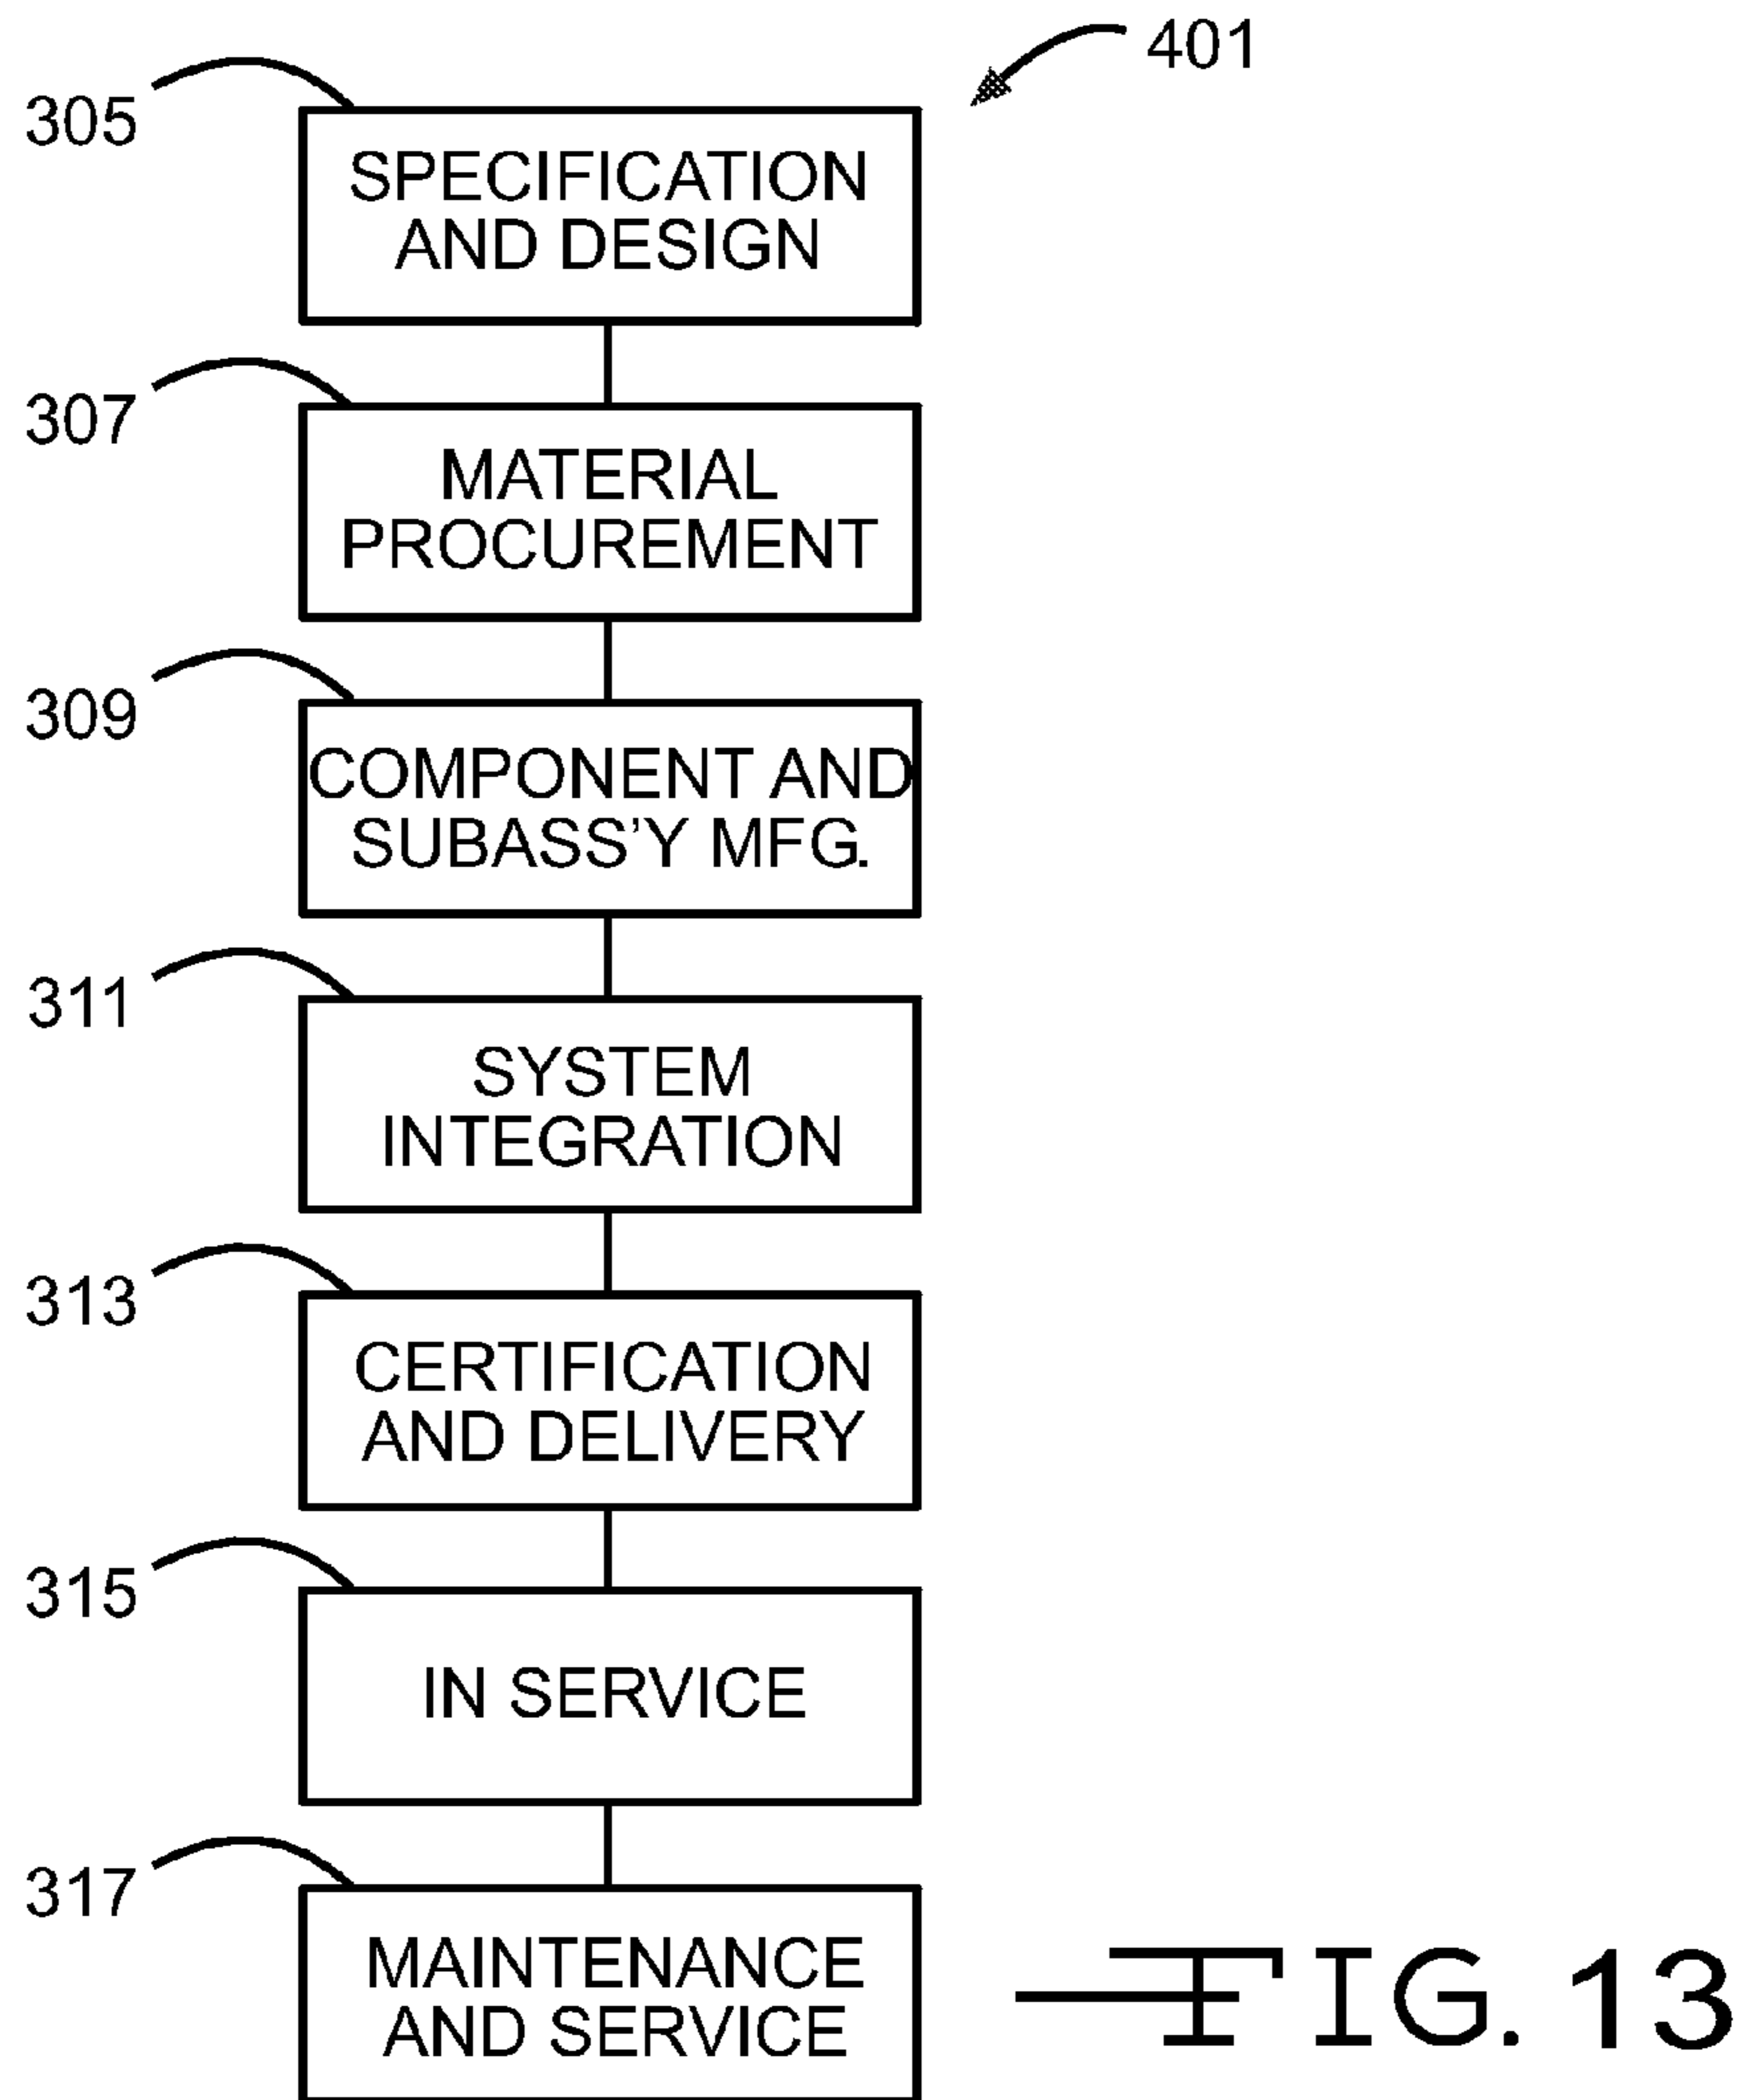 401
305
SPECIFICATION
AND DESIGN
307
MATERIAL
PROCUREMENT
309
COMPONENT AND
SUBASS'Y MFG.
311
SYSTEM
INTEGRATION
313
CERTIFICATION
AND DELIVERY
315
IN SERVICE
317
MAINTENANCE
AND SERVICE
FIG. 13